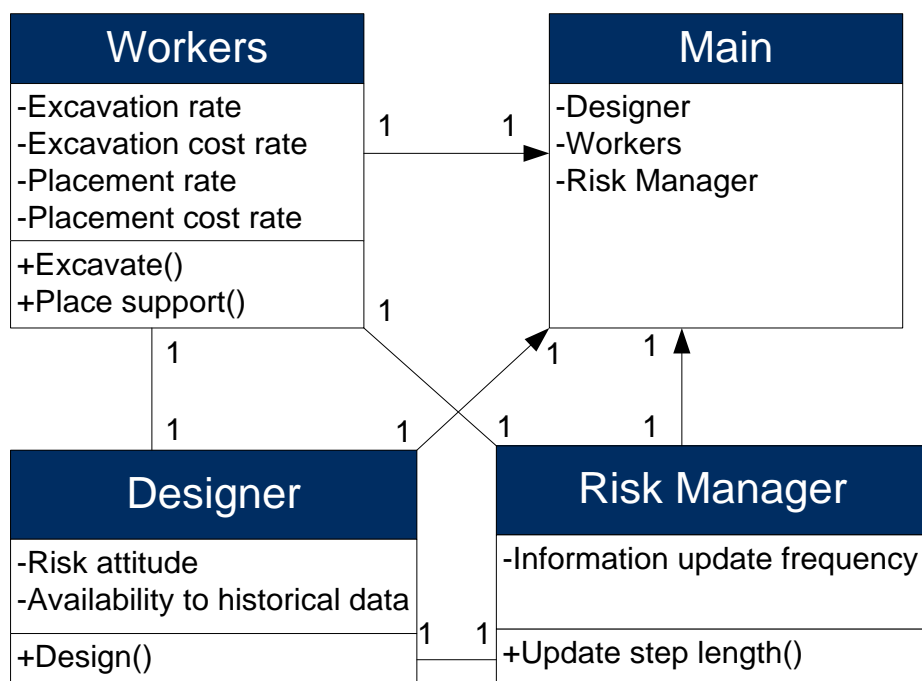 Workers
-Excavation rate
-Excavation cost rate
-Placement rate
-Placement cost rate
+Excavate()
+Place support()
1
1
Main
-Designer
-Workers
-Risk Manager
1
1
1
1
1
1
1
1
1
1
Designer
-Risk attitude
-Availability to historical data
+Design()
1
1
Risk Manager
-Information update frequency
+Update step length()